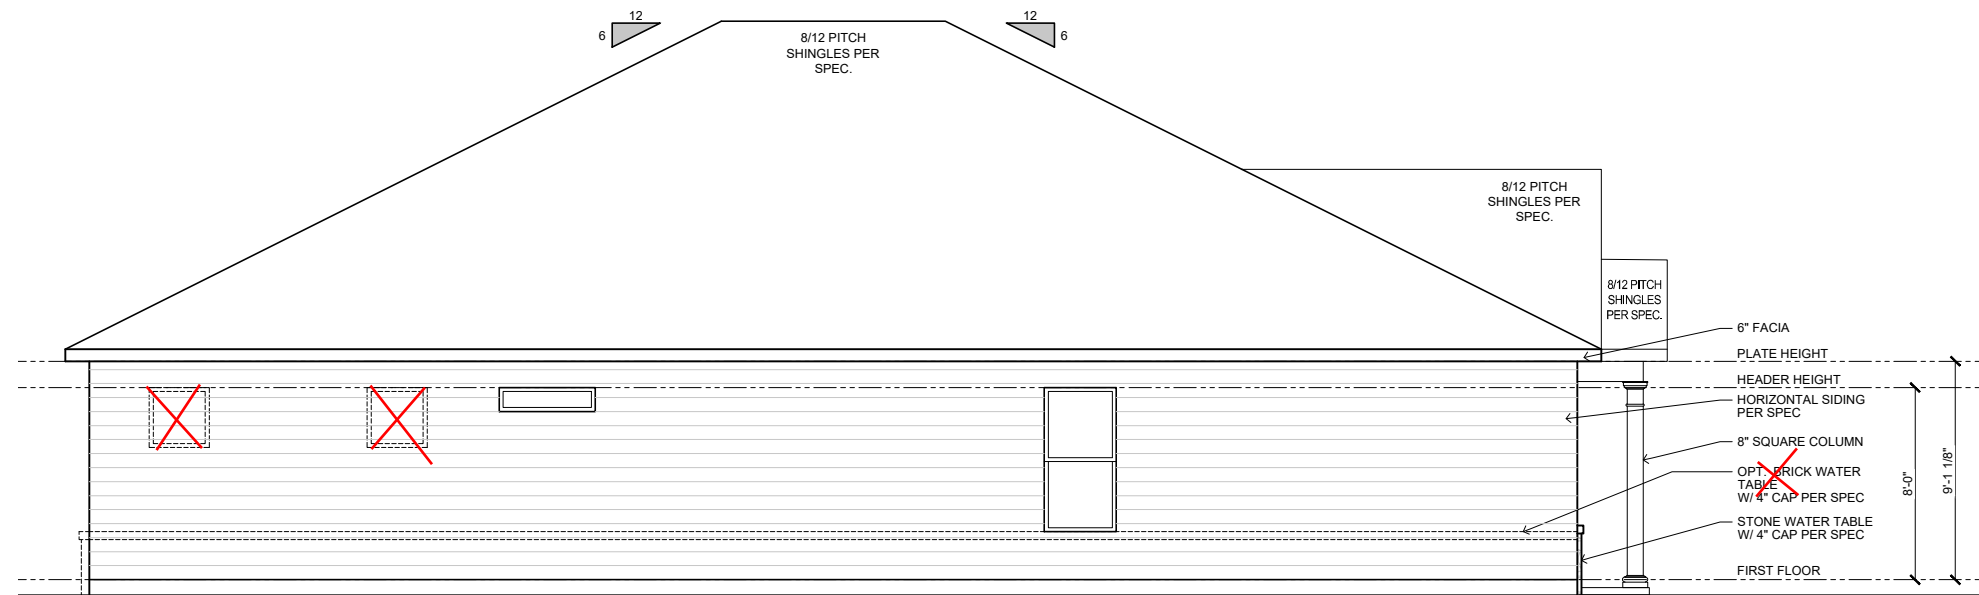 12
6
12
6
8/12 PITCH
SHINGLES PER
SPEC.
8/12 PITCH
SHINGLES PER
SPEC.
8/12 PITCH
SHINGLES
PER SPEC.
6" FACIA
PLATE HEIGHT
HEADER HEIGHT
HORIZONTAL SIDING
PER SPEC
8" SQUARE COLUMN
OPT. BRICK WATER
TABLE
W/ 4" CAP PER SPEC
STONE WATER TABLE
W/ 4" CAP PER SPEC
FIRST FLOOR
8'-0"
9'-1 1/8"